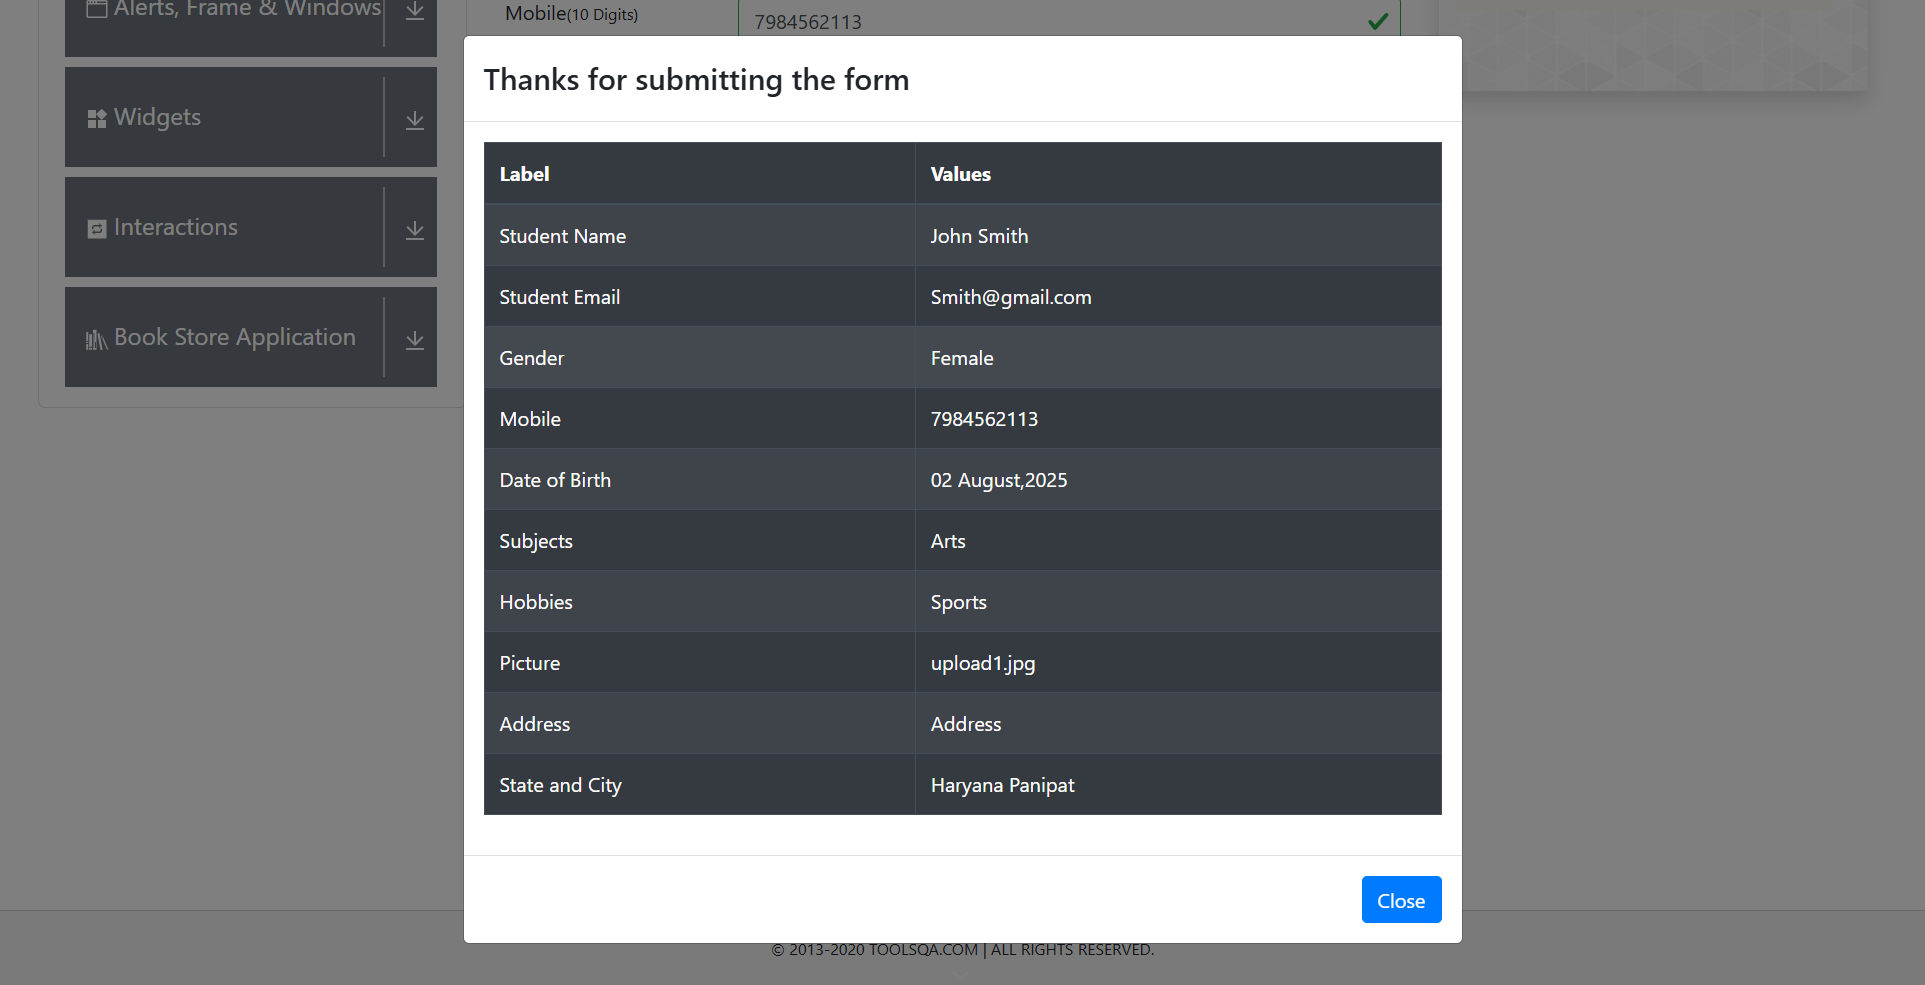 Alerts, Frame & Windows
Mobile(10 Digits)
7984562113
Widgets
Interactions
Book Store Application
Thanks for submitting the form
Label Values
Student Name John Smith
Student Email Smith@gmail.com
Gender Female
Mobile 7984562113
Date of Birth 02 August,2025
Subjects Arts
Hobbies Sports
Picture upload1.jpg
Address Address
State and City Haryana Panipat
Close
© 2013-2020 TOOLSQA.COM | ALL RIGHTS RESERVED.